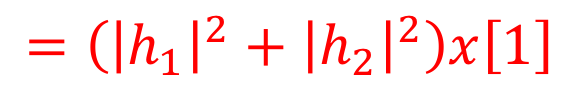 = (|h₁|² + |h₂|²)x[1]